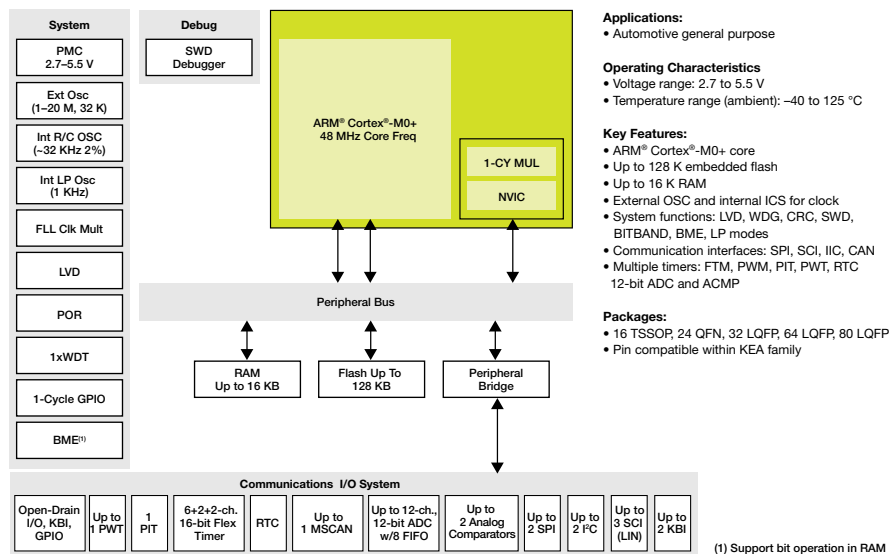 System
PMC
2.7–5.5 V
Ext Osc
(1–20 M, 32 K)
Int R/C OSC
(~32 KHz 2%)
Int LP Osc
(1 KHz)
FLL Clk Mult
LVD
POR
1xWDT
1-Cycle GPIO
BME(1)
Debug
SWD
Debugger
ARM® Cortex®-M0+
48 MHz Core Freq
1-CY MUL
NVIC
Peripheral Bus
RAM
Up to 16 KB
Flash Up To
128 KB
Peripheral
Bridge
Communications I/O System
Open-Drain
I/O, KBI,
GPIO
Up to
1 PWT
1
PIT
6+2+2-ch.
16-bit Flex
Timer
RTC
Up to
1 MSCAN
Up to 12-ch.,
12-bit ADC
w/8 FIFO
Up to
2 Analog
Comparators
Up to
2 SPI
Up to
2 I²C
Up to
3 SCI
(LIN)
Up to
2 KBI
Applications:
• Automotive general purpose
Operating Characteristics
• Voltage range: 2.7 to 5.5 V
• Temperature range (ambient): –40 to 125 °C
Key Features:
• ARM® Cortex®-M0+ core
• Up to 128 K embedded flash
• Up to 16 K RAM
• External OSC and internal ICS for clock
• System functions: LVD, WDG, CRC, SWD,
BITBAND, BME, LP modes
• Communication interfaces: SPI, SCI, IIC, CAN
• Multiple timers: FTM, PWM, PIT, PWT, RTC
12-bit ADC and ACMP
Packages:
• 16 TSSOP, 24 QFN, 32 LQFP, 64 LQFP, 80 LQFP
• Pin compatible within KEA family
(1) Support bit operation in RAM